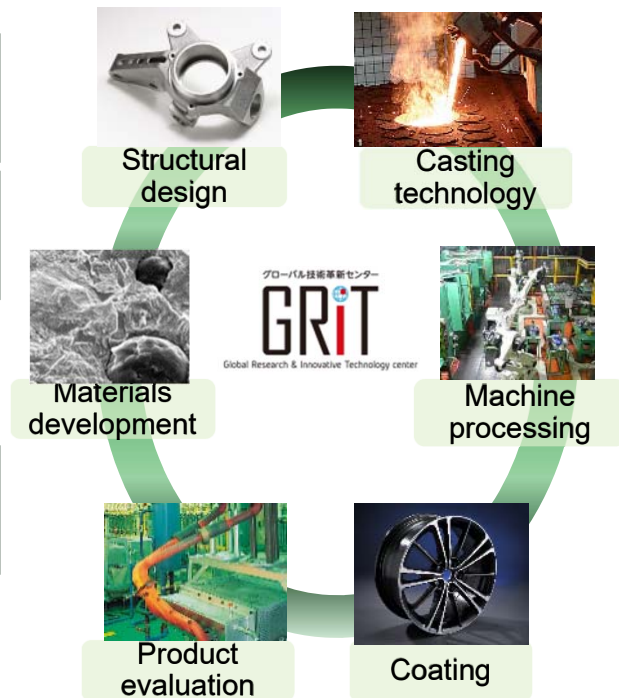 Structural
design
Casting
technology
グローバル技術革新センター
GRiT
Global Research & Innovative Technology center
Materials
development
Machine
processing
Product
evaluation
Coating